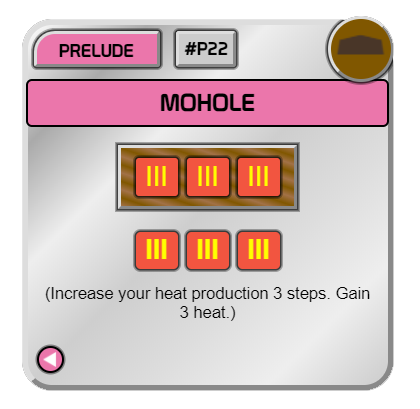 PRELUDE
#P22
MOHOLE
(Increase your heat production 3 steps. Gain
3 heat.)